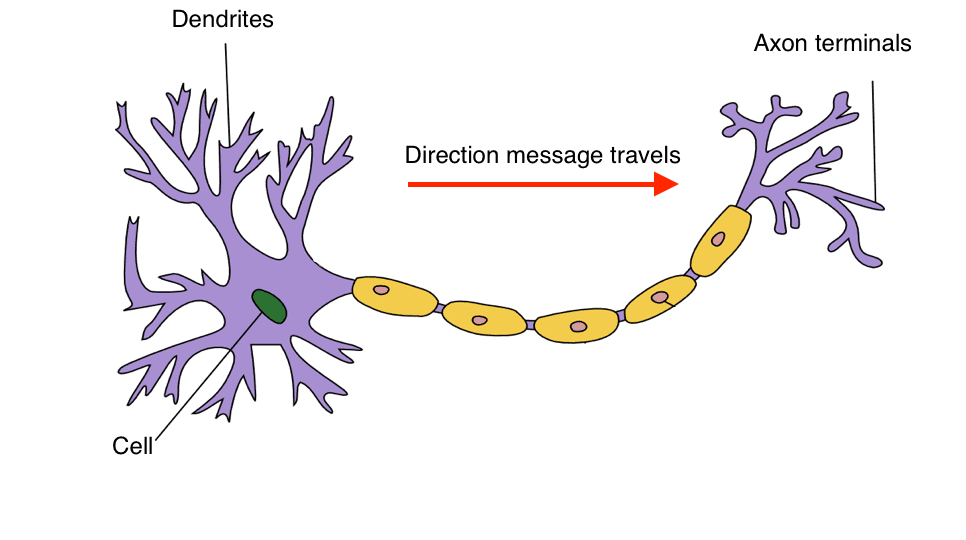 Dendrites
Axon terminals
Direction message travels
Cell